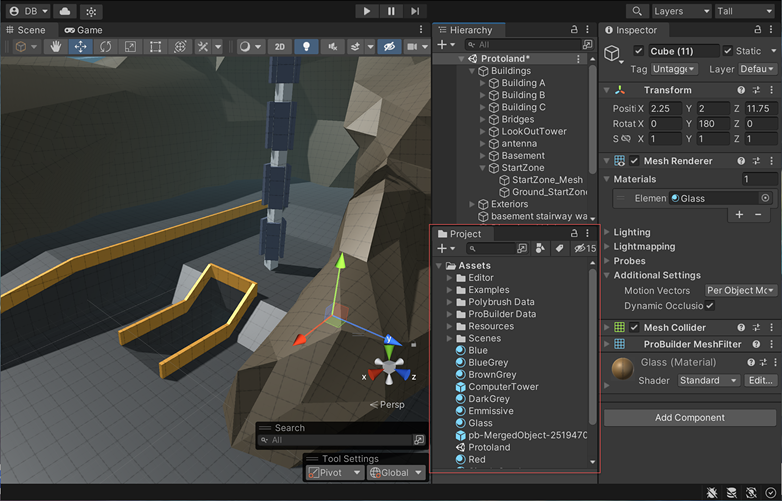 DB
Layers
Tall
Scene
Game
2D
y
x
z
Persp
Search
All
Tool Settings
Pivot
Global
Hierarchy
All
Protoland*
Buildings
Building A
Building B
Building C
Bridges
LookOutTower
antenna
Basement
StartZone
StartZone_Mesh
Ground_StartZone
Exteriors
basement stairway wa
Project
15
Assets
Editor
Examples
Polybrush Data
ProBuilder Data
Resources
Scenes
Blue
BlueGrey
BrownGrey
ComputerTower
DarkGrey
Emmissive
Glass
pb-MergedObject-2519470
Protoland
Red
Inspector
Cube (11)
Static
Tag Untagge Layer Defau
Transform
Positi X 2.25 Y 2 Z 11.75
Rotat X 0 Y 180 Z 0
S X 1 Y 1 Z 1
Mesh Renderer
Materials 1
Elemen Glass
Lighting
Lightmapping
Probes
Additional Settings
Motion Vectors Per Object Mo
Dynamic Occlusio
Mesh Collider
ProBuilder MeshFilter
Glass (Material)
Shader Standard Edit...
Add Component